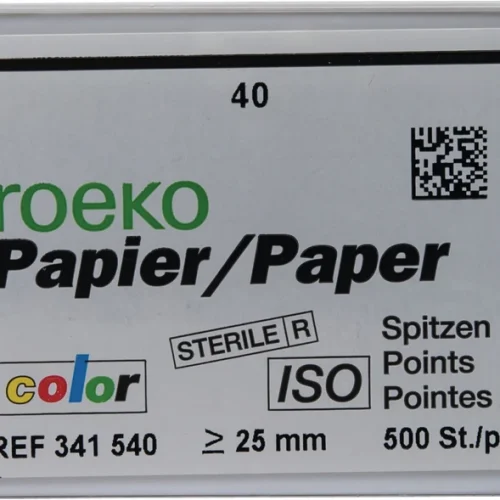 40
roeko
Papier/Paper
STERILE R
Spitzen
color
ISO
Points
Pointes
REF 341 540
≥ 25 mm
500 St./p